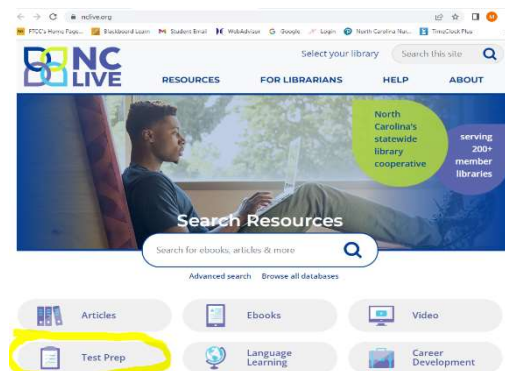 nclive.org
FTCC's Home Page... Blackboard Learn Student Email WebAdvisor Google Login North Carolina Nur... TimeClock Plus
Select your library Search this site
NC LIVE
RESOURCES FOR LIBRARIANS HELP ABOUT
North
Carolina's
statewide
library
cooperative
serving
200+
member
libraries
Search Resources
Search for ebooks, articles & more
Advanced search Browse all databases
Articles Ebooks Video
Test Prep Language Learning Career Development